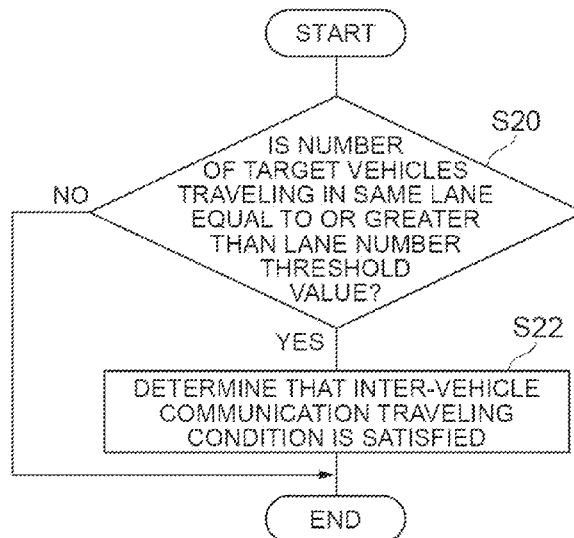 START
S20
IS NUMBER
OF TARGET VEHICLES
TRAVELING IN SAME LANE
EQUAL TO OR GREATER
THAN LANE NUMBER
THRESHOLD
VALUE?
NO
YES
S22
DETERMINE THAT INTER-VEHICLE
COMMUNICATION TRAVELING
CONDITION IS SATISFIED
END